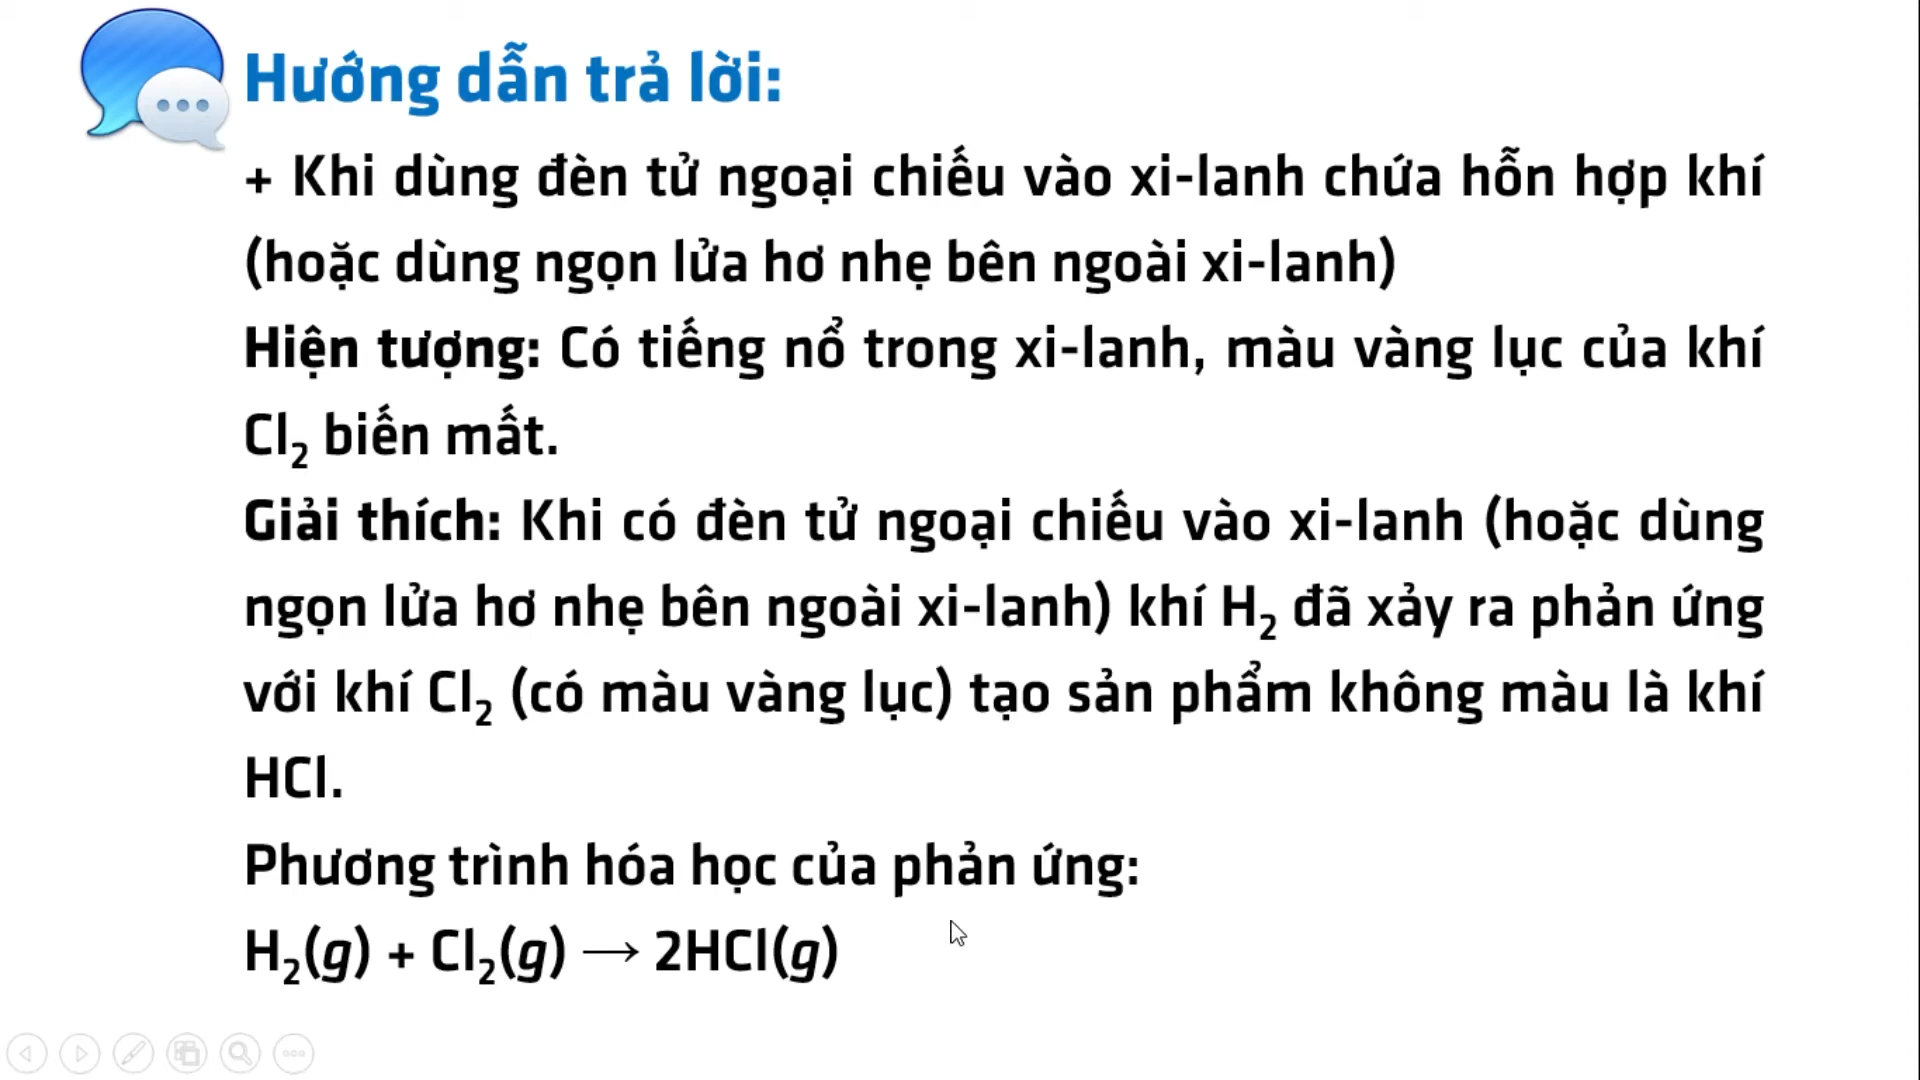 Hướng dẫn trả lời:
+ Khi dùng đèn tử ngoại chiếu vào xi-lanh chứa hỗn hợp khí
(hoặc dùng ngọn lửa hơ nhẹ bên ngoài xi-lanh)
Hiện tượng: Có tiếng nổ trong xi-lanh, màu vàng lục của khí
Cl₂ biến mất.
Giải thích: Khi có đèn tử ngoại chiếu vào xi-lanh (hoặc dùng
ngọn lửa hơ nhẹ bên ngoài xi-lanh) khí H₂ đã xảy ra phản ứng
với khí Cl₂ (có màu vàng lục) tạo sản phẩm không màu là khí
HCl.
Phương trình hóa học của phản ứng:
H₂(g) + Cl₂(g) → 2HCl(g)